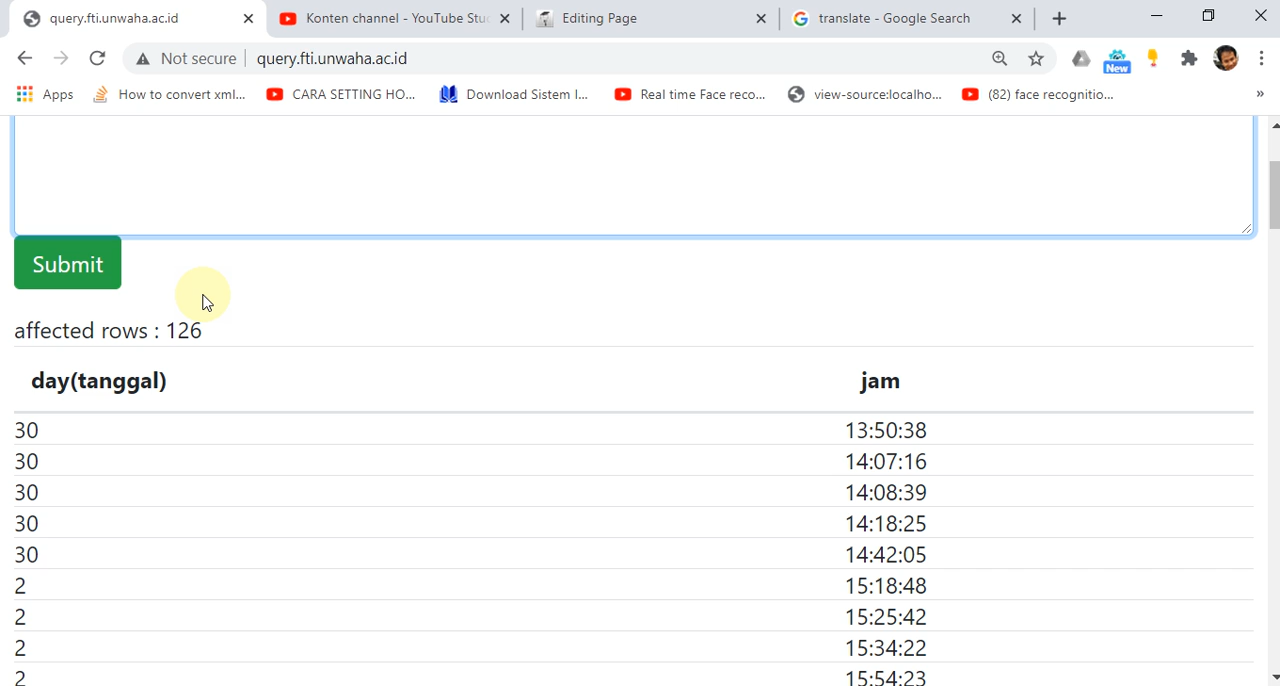 query.fti.unwaha.ac.id
Konten channel - YouTube Stu
Editing Page
translate - Google Search
Not secure
query.fti.unwaha.ac.id
New
Apps
How to convert xml...
CARA SETTING HO...
Download Sistem I...
Real time Face reco...
view-source:localho...
(82) face recognitio...
»
Submit
affected rows : 126
day(tanggal) jam
30 13:50:38
30 14:07:16
30 14:08:39
30 14:18:25
30 14:42:05
2 15:18:48
2 15:25:42
2 15:34:22
2 15:54:23